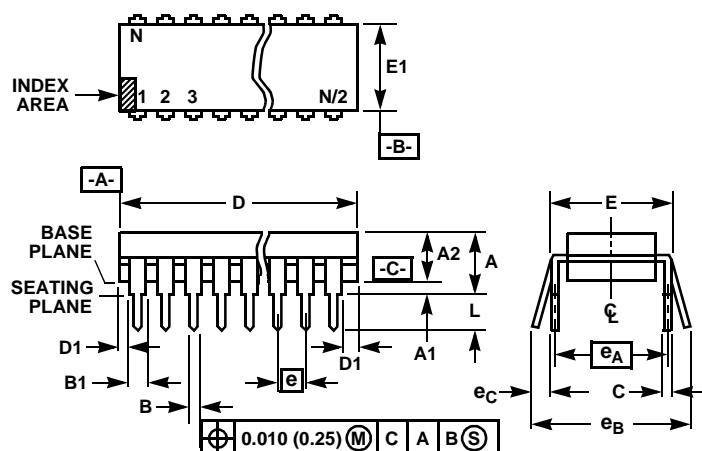 N
E1
INDEX
AREA
1 2 3 N/2
-B-
-A-
D
E
BASE
PLANE
-C-
A2
A
SEATING
PLANE
L
C
L
D1
A1
D1
eA
B1
e
eC
C
B
eB
0.010 (0.25) M C A B S